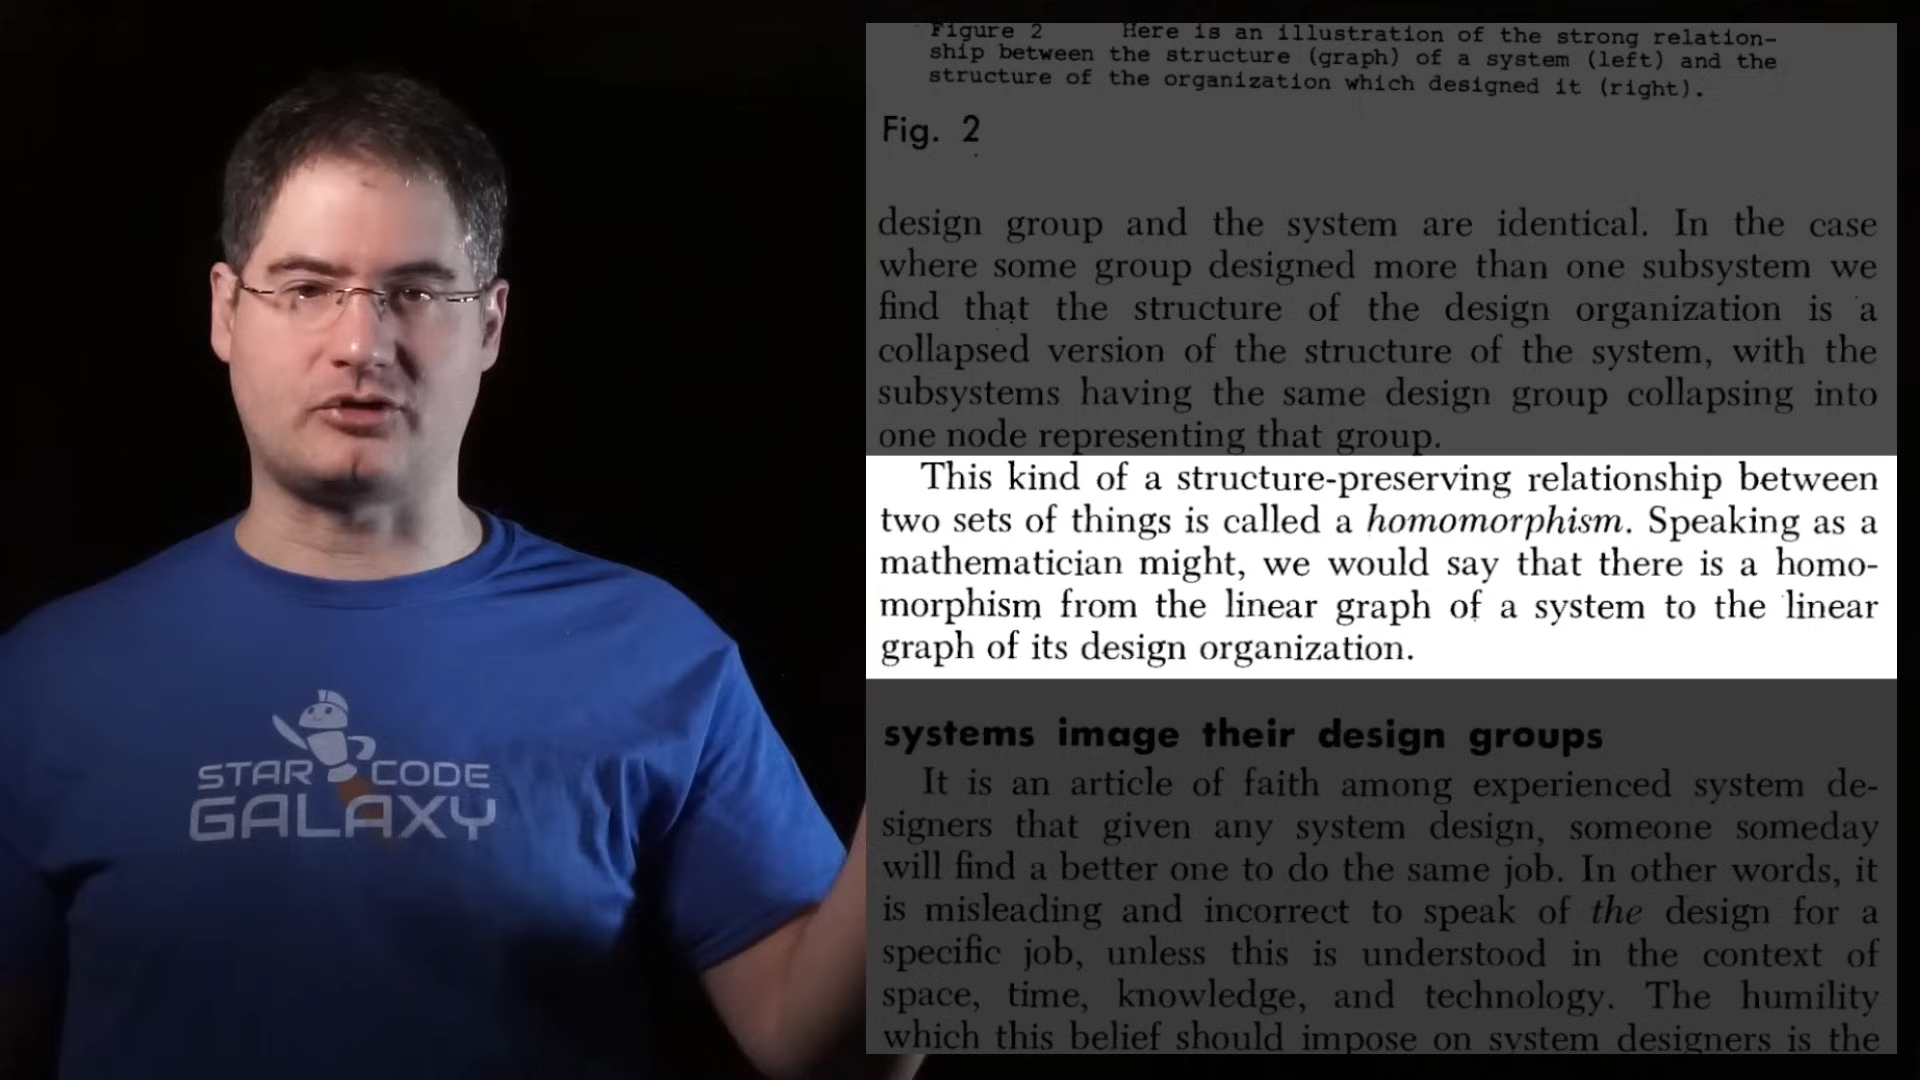 STAR CODE
GALAXY
Figure 2 Here is an illustration of the strong relation-
ship between the structure (graph) of a system (left) and the
structure of the organization which designed it (right).
Fig. 2
design group and the system are identical. In the case
where some group designed more than one subsystem we
find that the structure of the design organization is a
collapsed version of the structure of the system, with the
subsystems having the same design group collapsing into
one node representing that group.
This kind of a structure-preserving relationship between
two sets of things is called a homomorphism. Speaking as a
mathematician might, we would say that there is a homo-
morphism from the linear graph of a system to the linear
graph of its design organization.
systems image their design groups
It is an article of faith among experienced system de-
signers that given any system design, someone someday
will find a better one to do the same job. In other words, it
is misleading and incorrect to speak of the design for a
specific job, unless this is understood in the context of
space, time, knowledge, and technology. The humility
which this belief should impose on system designers is the